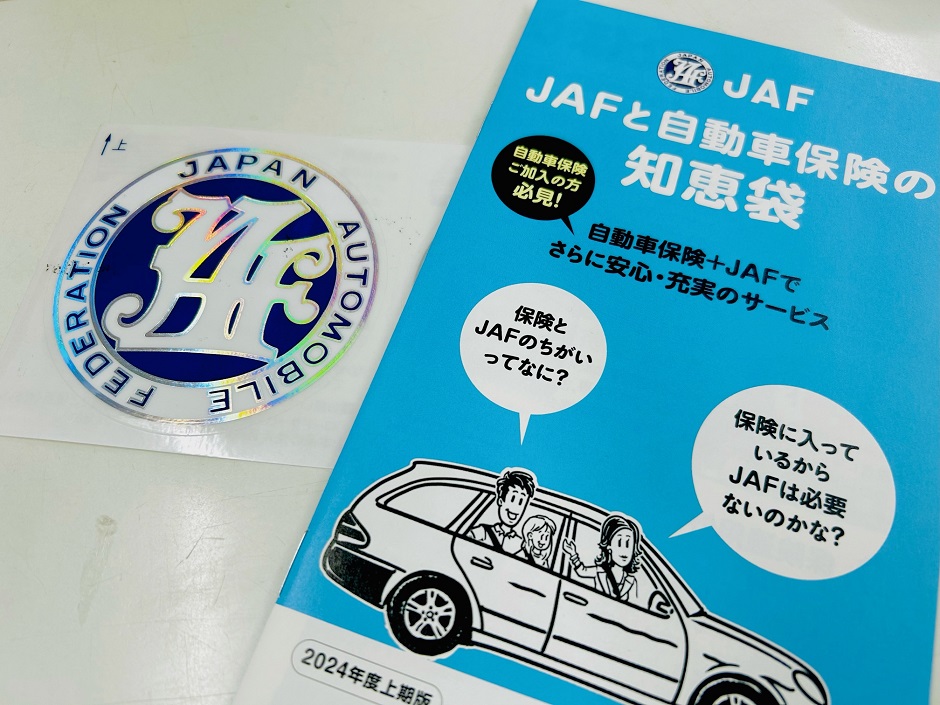 上
JAPAN AUTOMOBILE FEDERATION
JAF
JAPAN AUTOMOBILE FEDERATION
JAF
JAF
JAFと自動車保険の
知恵袋
自動車保険
ご加入の方
必見!
自動車保険+JAFで
さらに安心・充実のサービス
保険と
JAFのちがい
ってなに?
保険に入って
いるから
JAFは必要
ないのかな?
2024年度上期版